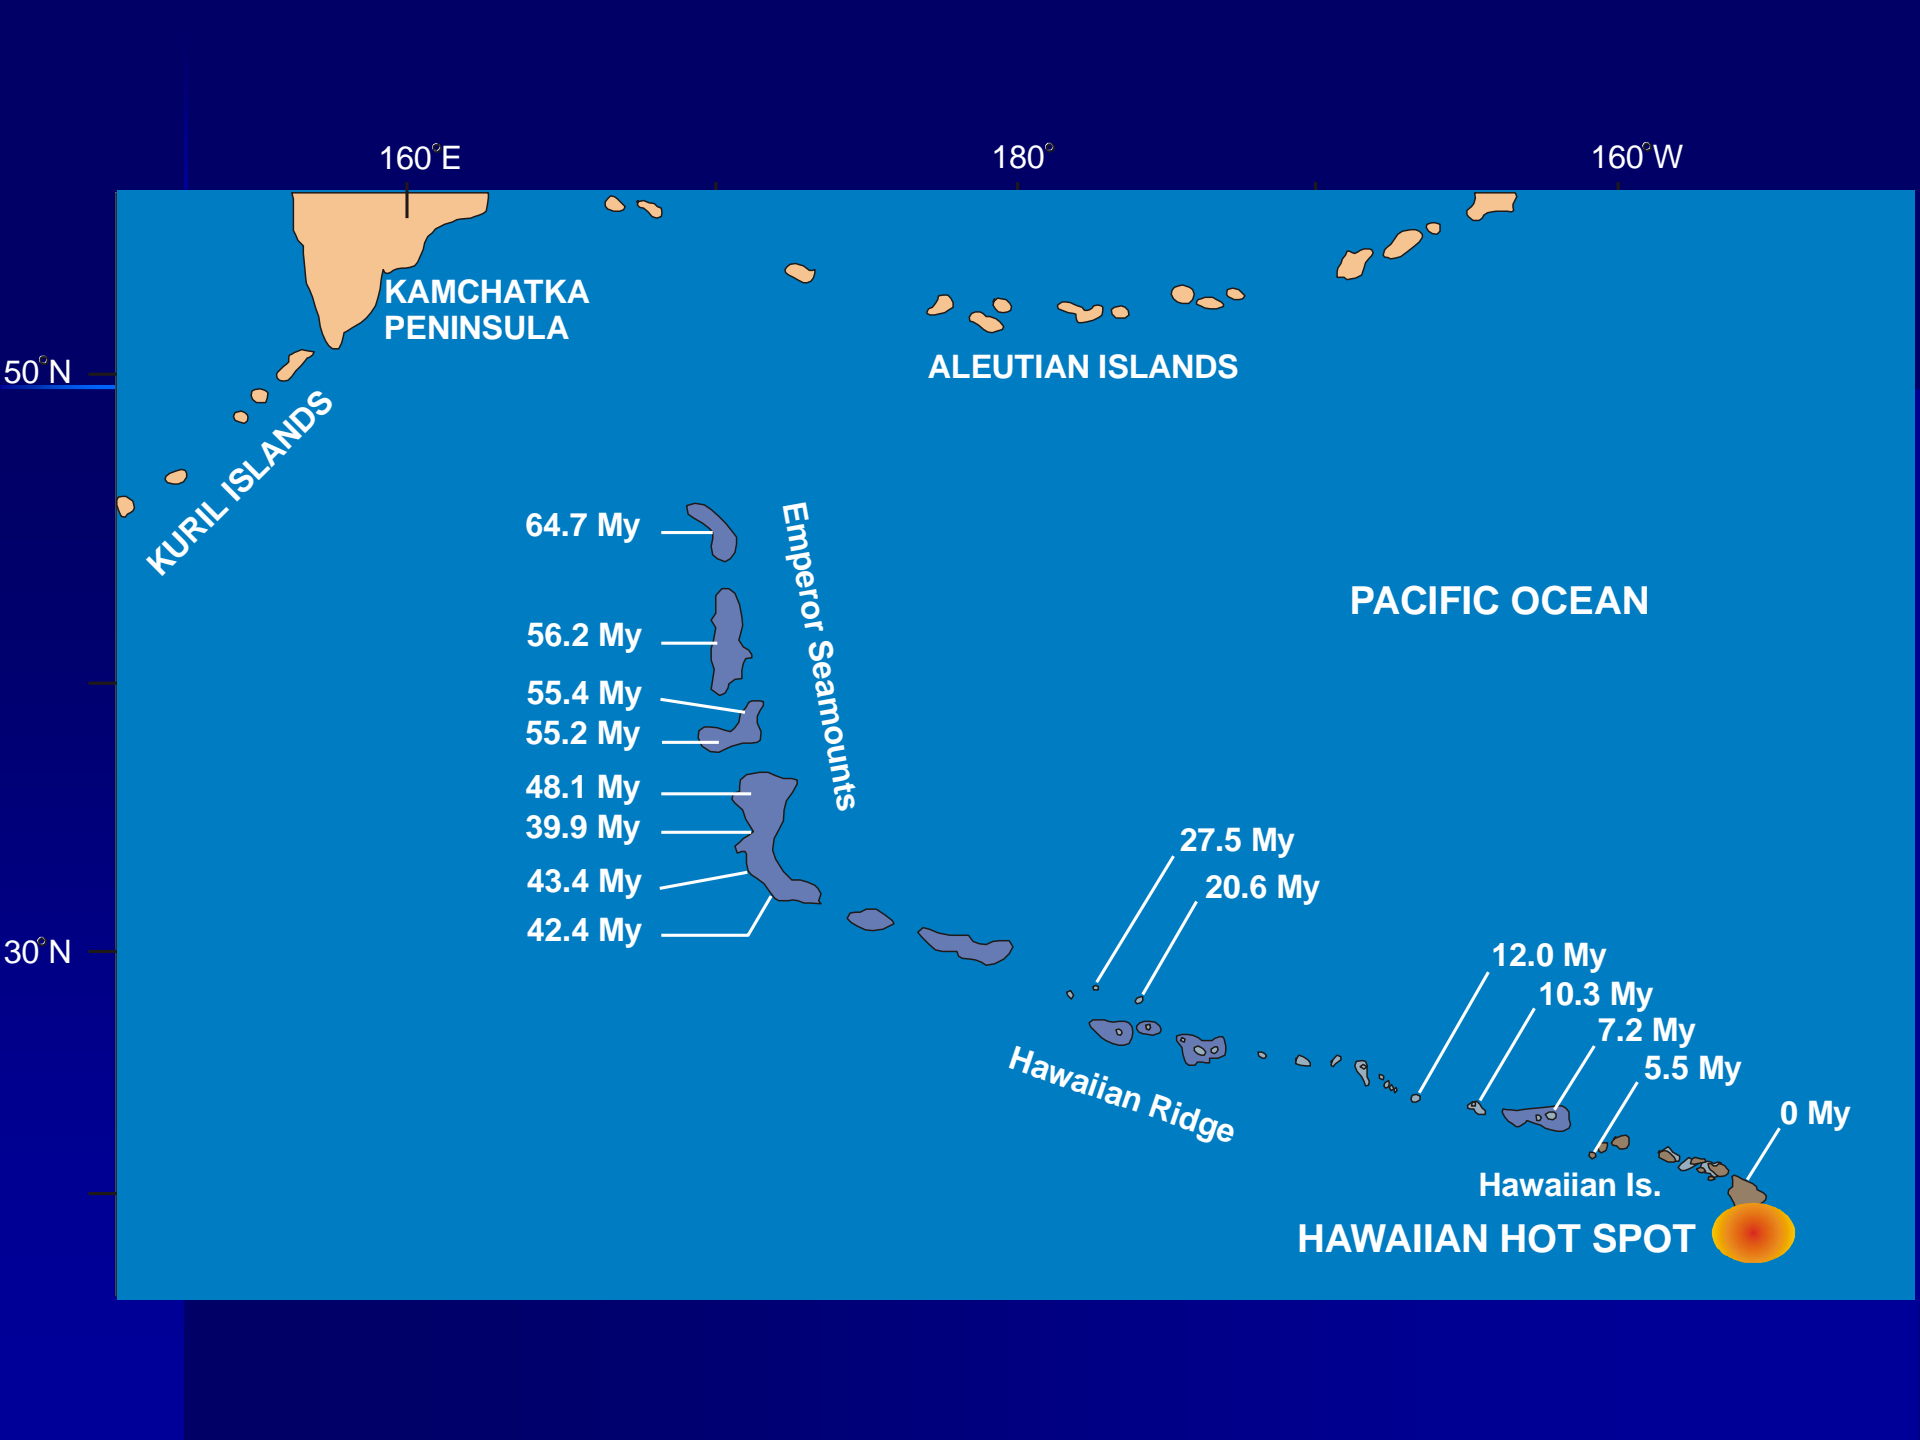 160°E
180°
160°W
KAMCHATKA
PENINSULA
50°N
ALEUTIAN ISLANDS
KURIL ISLANDS
64.7 My
Emperor Seamounts
PACIFIC OCEAN
56.2 My
55.4 My
55.2 My
48.1 My
39.9 My
43.4 My
42.4 My
27.5 My
20.6 My
30°N
12.0 My
10.3 My
7.2 My
5.5 My
Hawaiian Ridge
0 My
Hawaiian Is.
HAWAIIAN HOT SPOT